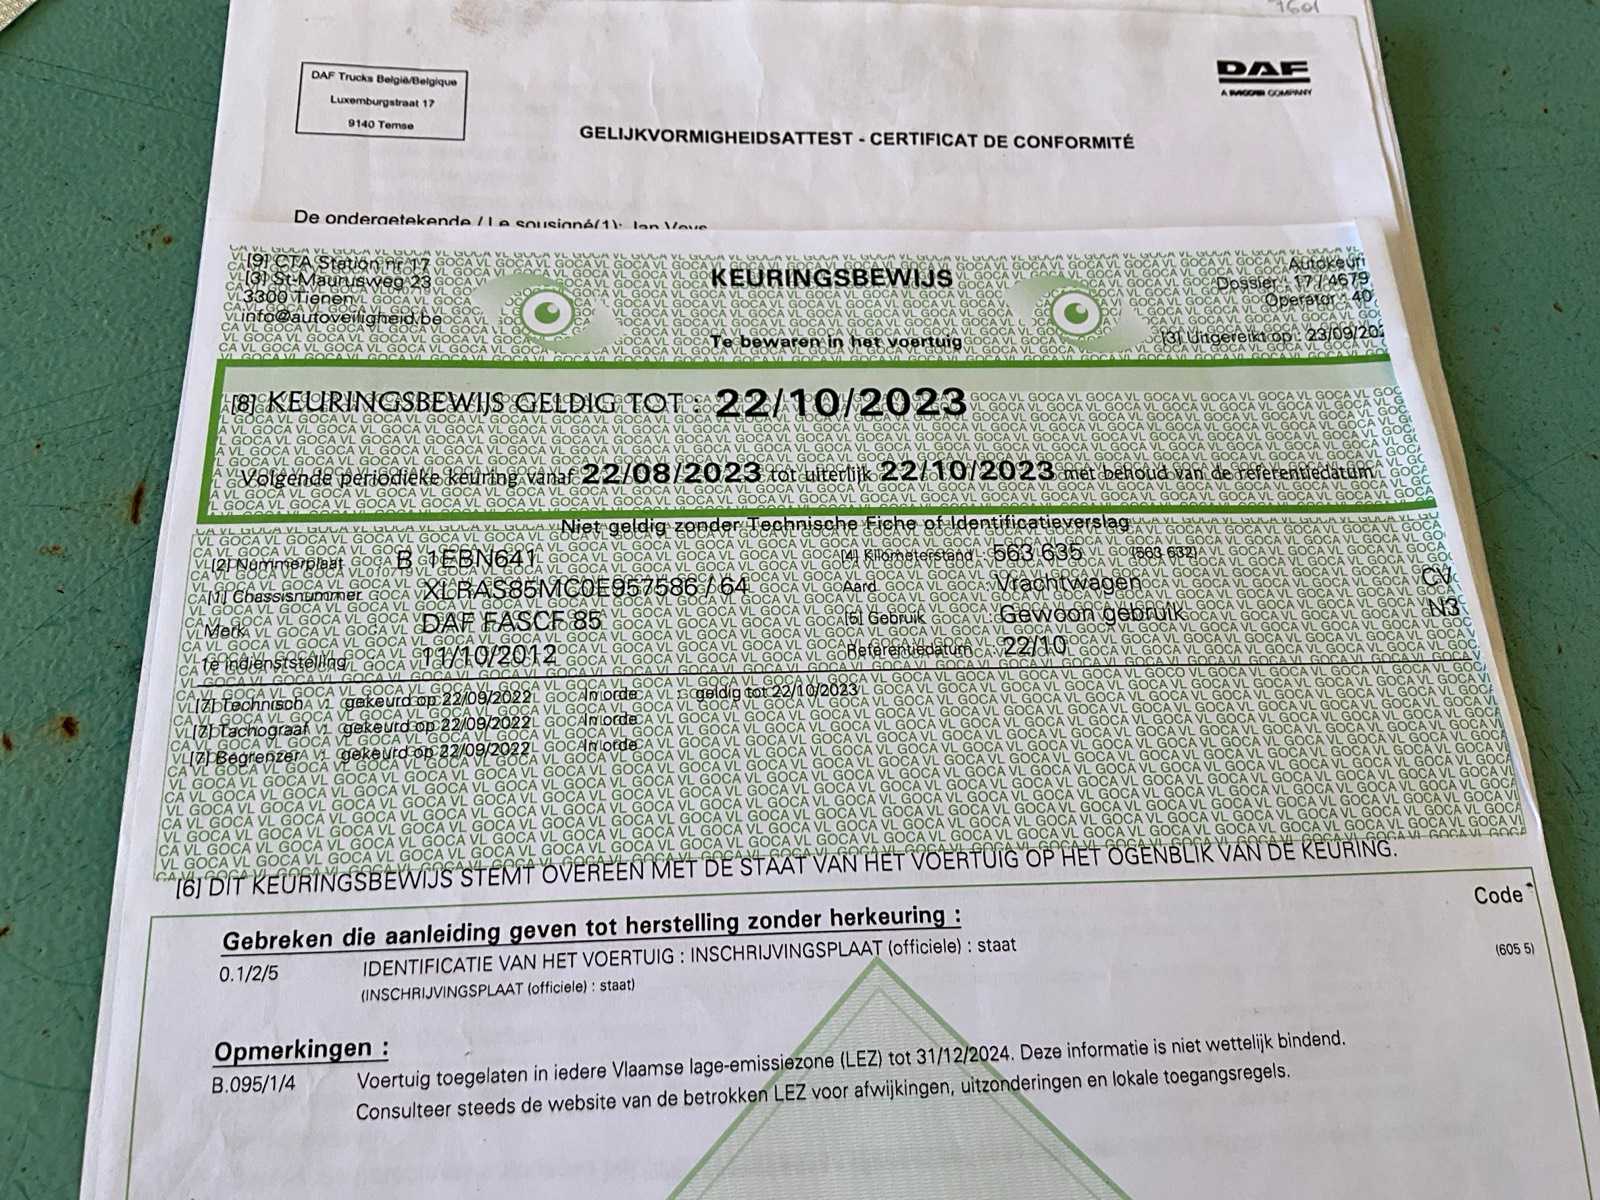 7601
DAF Trucks België/Belgique
Luxemburgstraat 17
9140 Temse
DAF
A PACCAR COMPANY
GELIJKVORMIGHEIDSATTEST - CERTIFICAT DE CONFORMITÉ
De ondergetekende / Le sousigné(1): Jan Veys
[9] CTA Station nr 17
[3] St-Maurusweg 23
3300 Tienen
info@autoveiligheid.be
KEURINGSBEWIJS
Te bewaren in het voertuig
Autokeuri
Dossier : 17 / 4679
Operator : 40
[3] Uitgereikt op : 23/09/202
[8] KEURINGSBEWIJS GELDIG TOT : 22/10/2023
Volgende periodieke keuring vanaf 22/08/2023 tot uiterlijk 22/10/2023 met behoud van de referentiedatum
Niet geldig zonder Technische Fiche of Identificatieverslag
[2] Nummerplaat B 1EBN641 [4] Kilometerstand : 563 635 (563 632)
[1] Chassisnummer XLRAS85MC0E957586 / 64 Aard : Vrachtwagen CV
Merk DAF FASCF 85 [5] Gebruik : Gewoon gebruik N3
1e indienststelling 11/10/2012 Referentiedatum : 22/10
[7] Technisch : gekeurd op 22/09/2022 In orde : geldig tot 22/10/2023
[7] Tachograaf : gekeurd op 22/09/2022 In orde
[7] Begrenzer : gekeurd op 22/09/2022 In orde
[6] DIT KEURINGSBEWIJS STEMT OVEREEN MET DE STAAT VAN HET VOERTUIG OP HET OGENBLIK VAN DE KEURING.
Code
Gebreken die aanleiding geven tot herstelling zonder herkeuring :
0.1/2/5 IDENTIFICATIE VAN HET VOERTUIG : INSCHRIJVINGSPLAAT (officiele) : staat (605 5)
(INSCHRIJVINGSPLAAT (officiele) : staat)
Opmerkingen :
B.095/1/4 Voertuig toegelaten in iedere Vlaamse lage-emissiezone (LEZ) tot 31/12/2024. Deze informatie is niet wettelijk bindend.
Consulteer steeds de website van de betrokken LEZ voor afwijkingen, uitzonderingen en lokale toegangsregels.